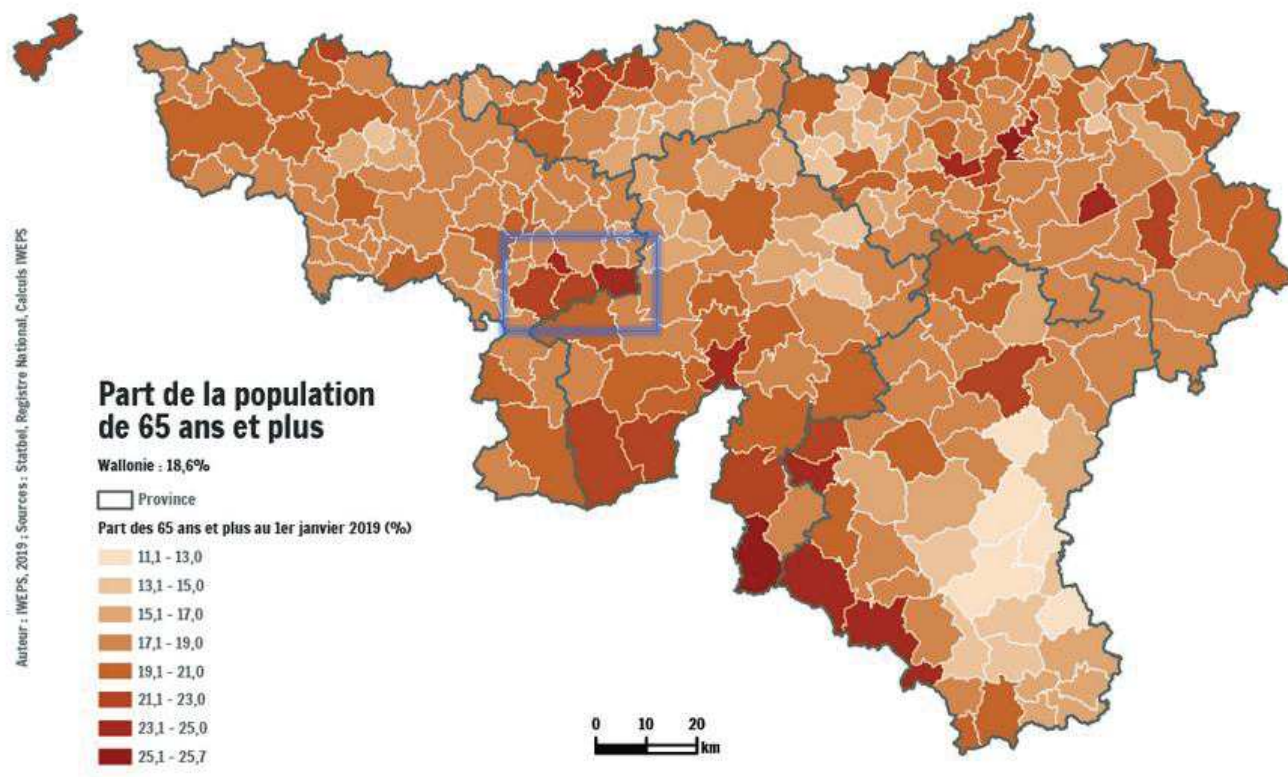 Part de la population
de 65 ans et plus
Wallonie : 18,6%
Province
Part des 65 ans et plus au 1er janvier 2019 (%)
11,1 - 13,0
13,1 - 15,0
15,1 - 17,0
17,1 - 19,0
19,1 - 21,0
21,1 - 23,0
23,1 - 25,0
25,1 - 25,7
0 10 20
km
Auteur : IWEPS, 2019 ; Sources : Statbel, Registre National, Calculs IWEPS